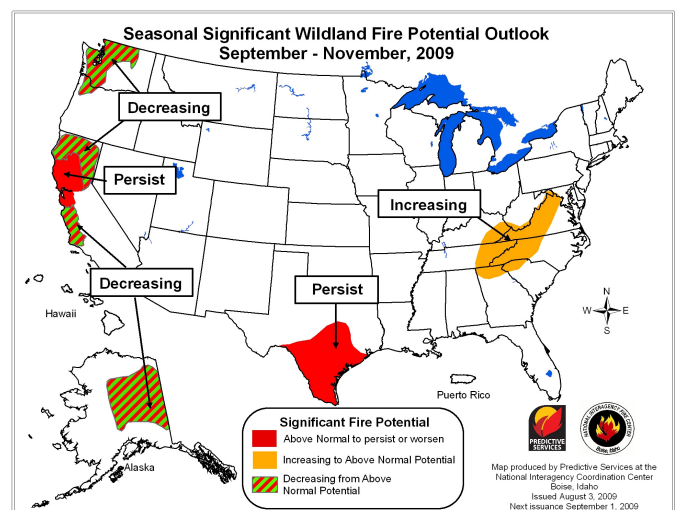 Seasonal Significant Wildland Fire Potential Outlook
September - November, 2009
Decreasing
Persist
Increasing
Decreasing
Persist
Hawaii
N
W E
S
Puerto Rico
Alaska
Significant Fire Potential
Above Normal to persist or worsen
Increasing to Above Normal Potential
Decreasing from Above
Normal Potential
PREDICTIVE
SERVICES
NATIONAL INTERAGENCY FIRE CENTER
Boise, Idaho
Map produced by Predictive Services at the
National Interagency Coordination Center
Boise, Idaho
Issued August 3, 2009
Next issuance September 1, 2009